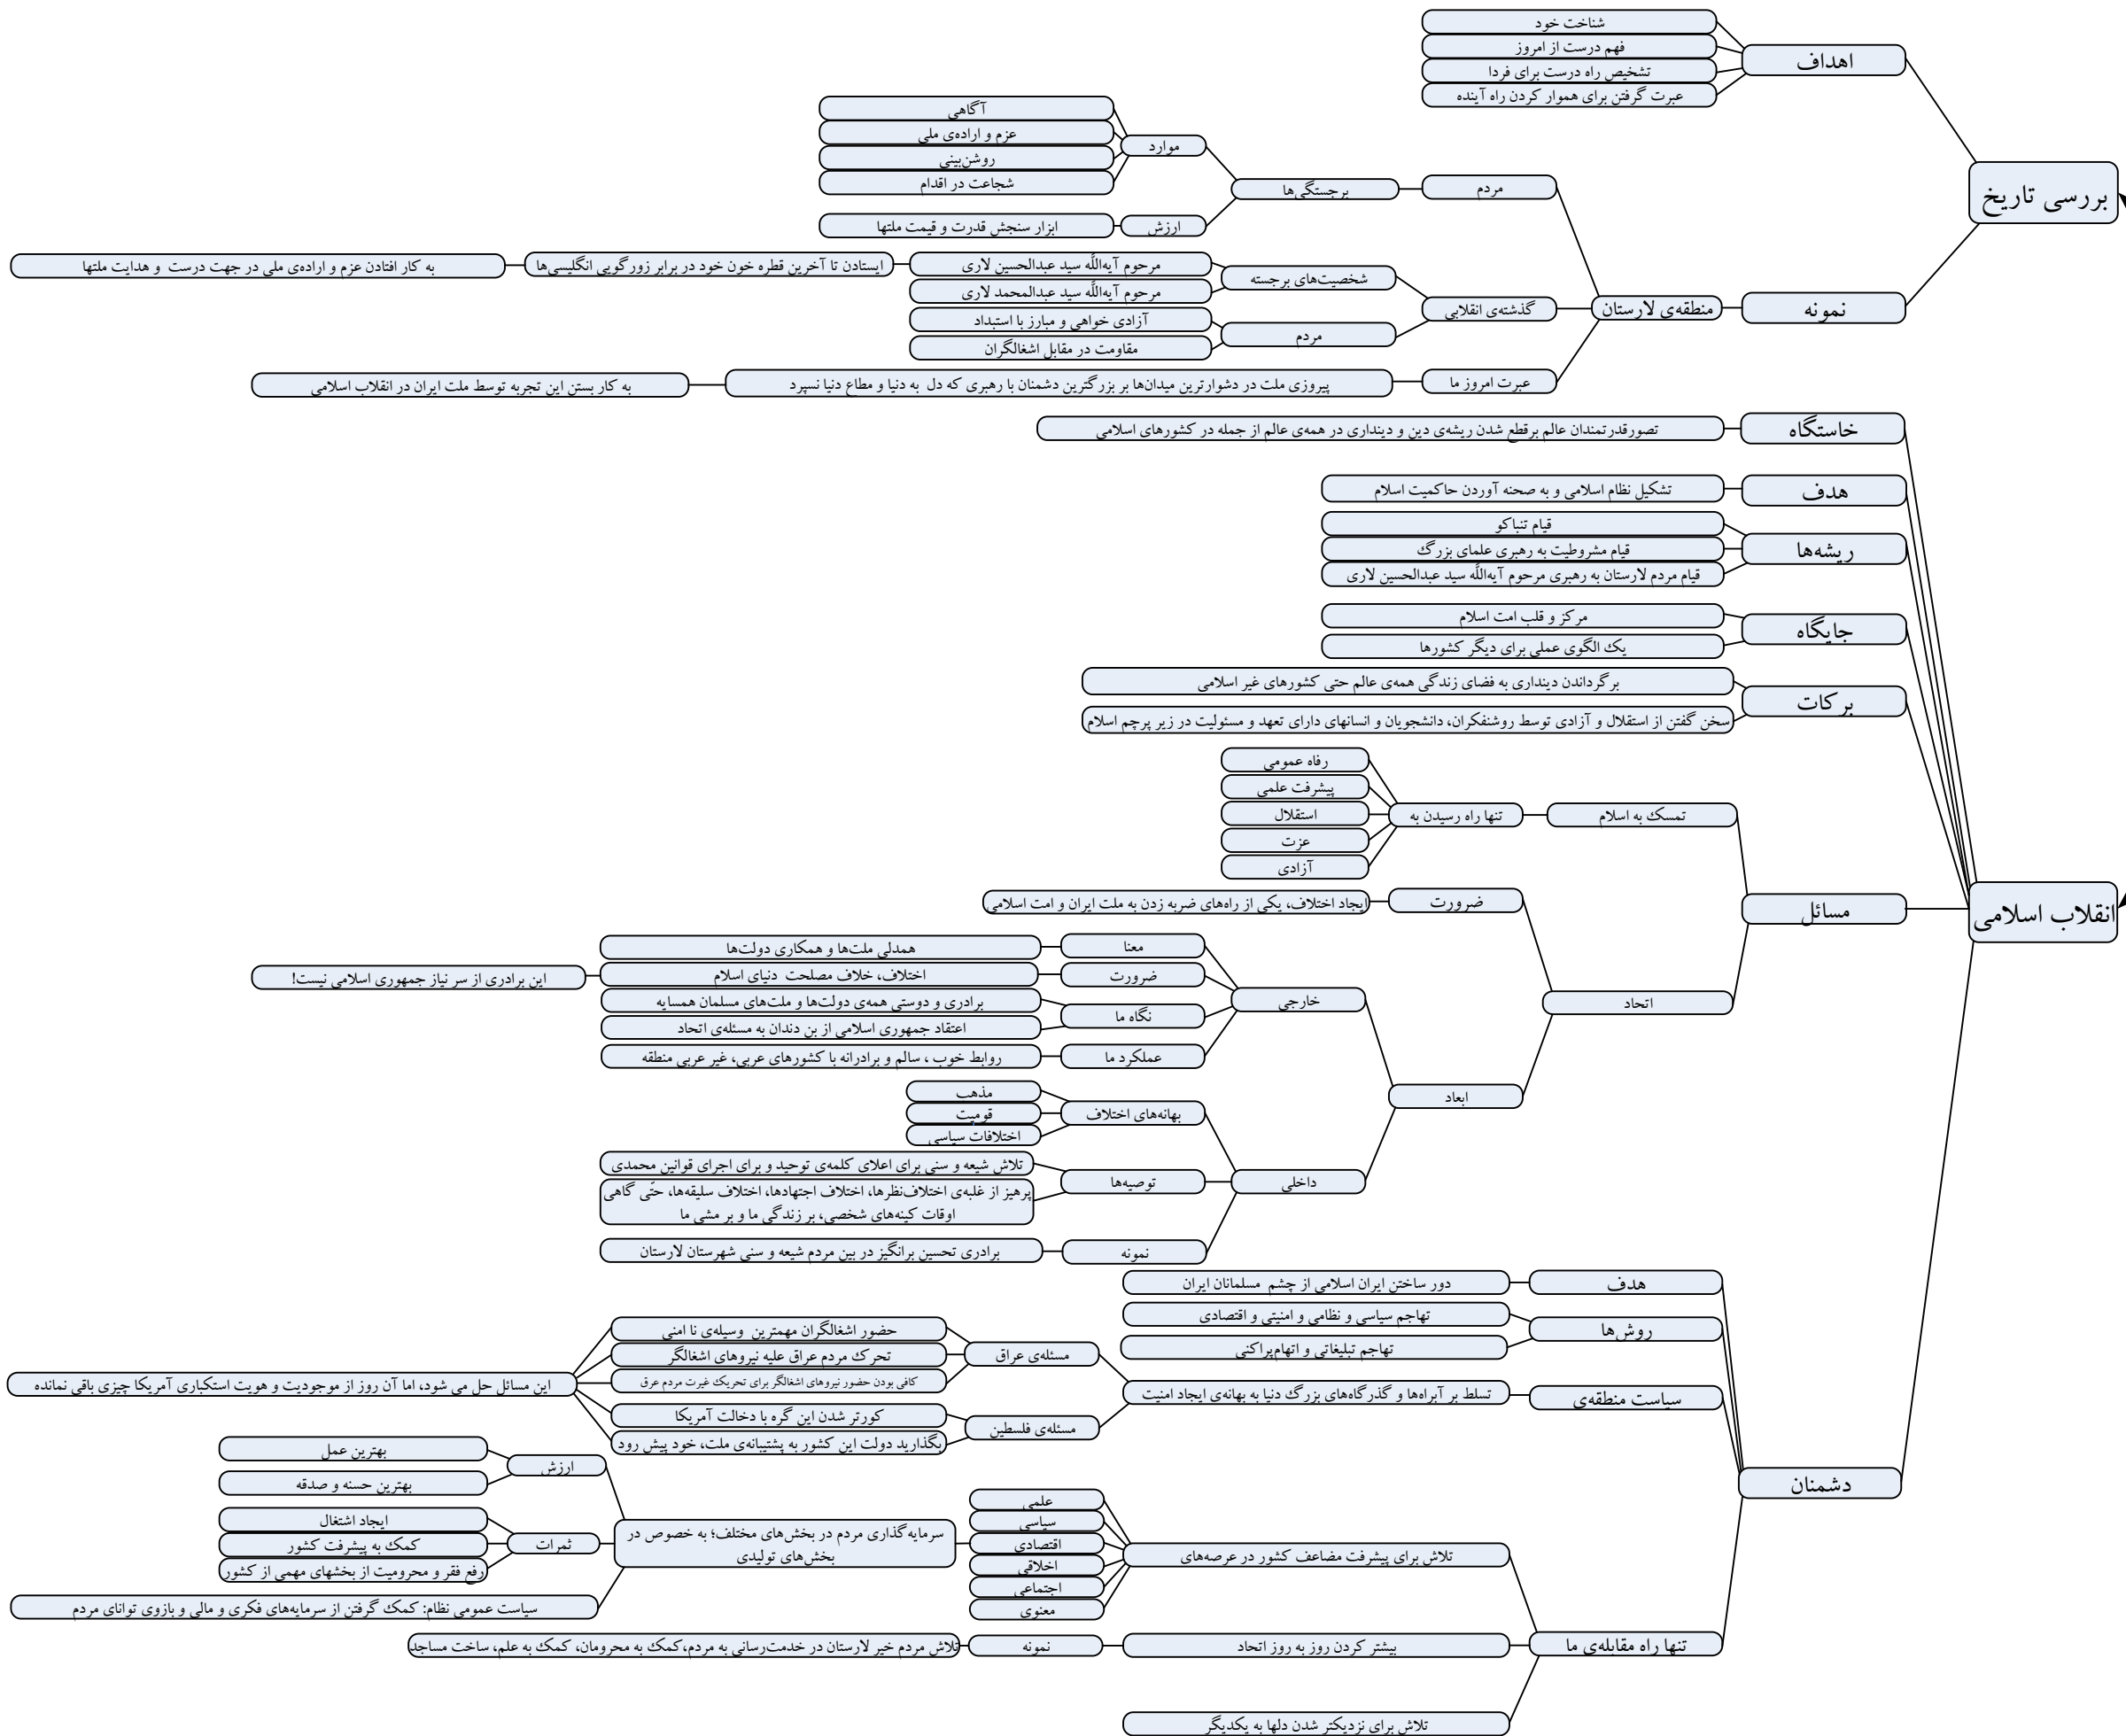 بررسی تاریخ
اهداف
شناخت خود
فهم درست از امروز
تشخیص راه درست برای فردا
عبرت گرفتن برای هموار کردن راه آینده
نمونه
منطقه‌ی لارستان
مردم
برجستگی‌ها
موارد
آگاهی
عزم و اراده‌ی ملی
روشن‌بینی
شجاعت در اقدام
ارزش
ابزار سنجش قدرت و قیمت ملتها
گذشته‌ی انقلابی
شخصیت‌های برجسته
مرحوم آیه‌اللَّه سید عبدالحسین لاری
ایستادن تا آخرین قطره خون خود در برابر زورگویی انگلیسی‌ها
به کار افتادن عزم و اراده‌ی ملی در جهت درست و هدایت ملتها
مرحوم آیه‌اللَّه سید عبدالمحمد لاری
مردم
آزادی خواهی و مبارز با استبداد
مقاومت در مقابل اشغالگران
عبرت امروز ما
پیروزی ملت در دشوارترین میدان‌ها بر بزرگترین دشمنان با رهبری که دل به دنیا و مطاع دنیا نسپرد
به کار بستن این تجربه توسط ملت ایران در انقلاب اسلامی
انقلاب اسلامی
خاستگاه
تصورقدرتمندان عالم برقطع شدن ریشه‌ی دین و دینداری در همه‌ی عالم از جمله در کشورهای اسلامی
هدف
تشکیل نظام اسلامی و به صحنه آوردن حاکمیت اسلام
ریشه‌ها
قیام تنباکو
قیام مشروطیت به رهبری علمای بزرگ
قیام مردم لارستان به رهبری مرحوم آیه‌اللَّه سید عبدالحسین لاری
جایگاه
مرکز و قلب امت اسلام
یک الگوی عملی برای دیگر کشورها
برکات
برگرداندن دینداری به فضای زندگی همه‌ی عالم حتی کشورهای غیر اسلامی
سخن گفتن از استقلال و آزادی توسط روشنفکران، دانشجویان و انسانهای دارای تعهد و مسئولیت در زیر پرچم اسلام
مسائل
تمسک به اسلام
تنها راه رسیدن به
رفاه عمومی
پیشرفت علمی
استقلال
عزت
آزادی
اتحاد
ضرورت
ایجاد اختلاف، یکی از راه‌های ضربه زدن به ملت ایران و امت اسلامی
ابعاد
خارجی
معنا
همدلی ملت‌ها و همکاری دولت‌ها
ضرورت
اختلاف، خلاف مصلحت دنیای اسلام
این برادری از سر نیاز جمهوری اسلامی نیست!
نگاه ما
برادری و دوستی همه‌ی دولت‌ها و ملت‌های مسلمان همسایه
اعتقاد جمهوری اسلامی از بن دندان به مسئله‌ی اتحاد
عملکرد ما
روابط خوب ، سالم و برادرانه با کشورهای عربی، غیر عربی منطقه
داخلی
بهانه‌های اختلاف
مذهب
قومیت
اختلافات سیاسی
توصیه‌ها
تلاش شیعه و سنی برای اعلای کلمه‌ی توحید و برای اجرای قوانین محمدی
پرهیز از غلبه‌ی اختلاف‌نظرها، اختلاف اجتهادها، اختلاف سلیقه‌ها، حتّی گاهی
اوقات کینه‌های شخصی، بر زندگی ما و بر مشی ما
نمونه
برادری تحسین برانگیز در بین مردم شیعه و سنی شهرستان لارستان
دشمنان
هدف
دور ساختن ایران اسلامی از چشم مسلمانان ایران
روش‌ها
تهاجم سیاسی و نظامی و امنیتی و اقتصادی
تهاجم تبلیغاتی و اتهام‌پراکنی
سیاست منطقه‌ی
تسلط بر آبراه‌ها و گذرگاه‌های بزرگ دنیا به بهانه‌ی ایجاد امنیت
مسئله‌ی عراق
حضور اشغالگران مهمترین وسیله‌ی نا امنی
تحرک مردم عراق علیه نیروهای اشغالگر
کافی بودن حضور نیروهای اشغالگر برای تحریک غیرت مردم عرق
مسئله‌ی فلسطین
کورتر شدن این گره با دخالت آمریکا
بگذارید دولت این کشور به پشتیبانه‌ی ملت، خود پیش رود
این مسائل حل می شود، اما آن روز از موجودیت و هویت استکباری آمریکا چیزی باقی نمانده
تنها راه مقابله‌ی ما
تلاش برای پیشرفت مضاعف کشور در عرصه‌های
علمی
سیاسی
اقتصادی
اخلاقی
اجتماعی
معنوی
سرمایه‌گذاری مردم در بخش‌های مختلف؛ به خصوص در
بخش‌های تولیدی
ارزش
بهترین عمل
بهترین حسنه و صدقه
ثمرات
ایجاد اشتغال
کمک به پیشرفت کشور
رفع فقر و محرومیت از بخشهای مهمی از کشور
سیاست عمومی نظام: کمک گرفتن از سرمایه‌های فکری و مالی و بازوی توانای مردم
بیشتر کردن روز به روز اتحاد
نمونه
تلاش مردم خیر لارستان در خدمت‌رسانی به مردم،کمک به محرومان، کمک به علم، ساخت مساجد
تلاش برای نزدیکتر شدن دلها به یکدیگر